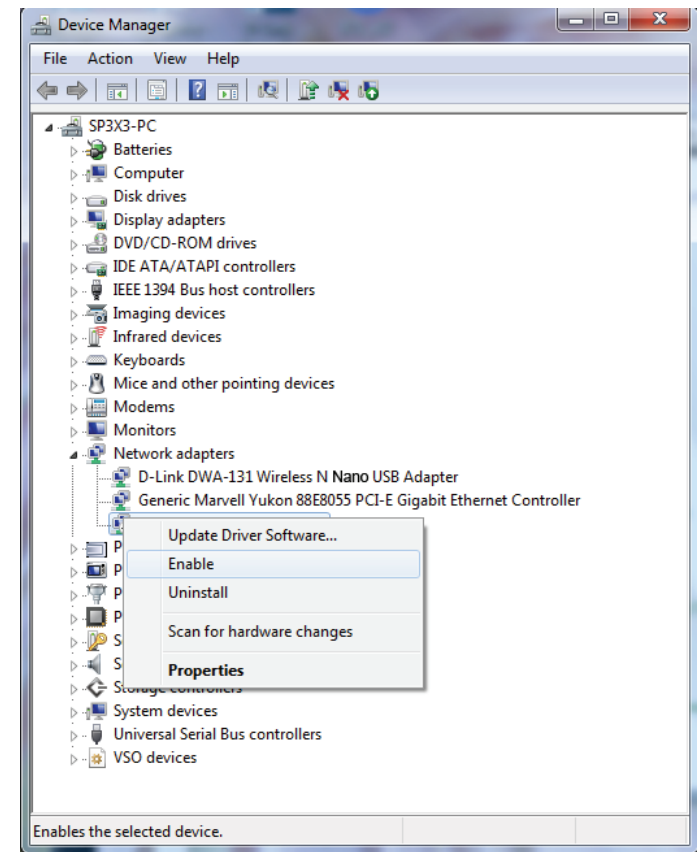 Device Manager
File Action View Help
SP3X3-PC
Batteries
Computer
Disk drives
Display adapters
DVD/CD-ROM drives
IDE ATA/ATAPI controllers
IEEE 1394 Bus host controllers
Imaging devices
Infrared devices
Keyboards
Mice and other pointing devices
Modems
Monitors
Network adapters
D-Link DWA-131 Wireless N Nano USB Adapter
Generic Marvell Yukon 88E8055 PCI-E Gigabit Ethernet Controller
Update Driver Software...
P
Enable
P
Uninstall
P
P
Scan for hardware changes
S
S
Properties
Storage controllers
System devices
Universal Serial Bus controllers
VSO devices
Enables the selected device.